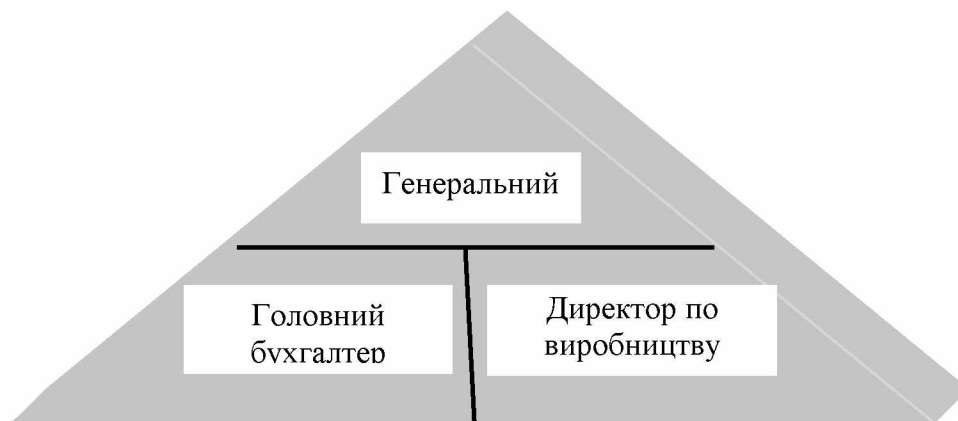 Генеральний
Головний
бухгалтер
Директор по
виробництву